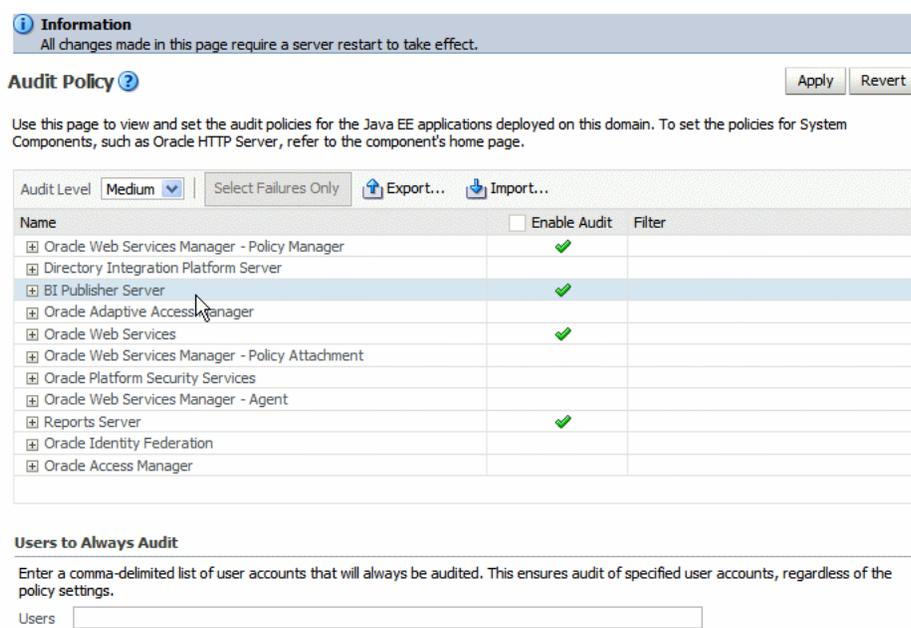 Information
All changes made in this page require a server restart to take effect.
Audit Policy
Apply Revert
Use this page to view and set the audit policies for the Java EE applications deployed on this domain. To set the policies for System
Components, such as Oracle HTTP Server, refer to the component's home page.
Audit Level Medium Select Failures Only Export... Import...
Name Enable Audit Filter
Oracle Web Services Manager - Policy Manager
Directory Integration Platform Server
BI Publisher Server
Oracle Adaptive Access Manager
Oracle Web Services
Oracle Web Services Manager - Policy Attachment
Oracle Platform Security Services
Oracle Web Services Manager - Agent
Reports Server
Oracle Identity Federation
Oracle Access Manager
Users to Always Audit
Enter a comma-delimited list of user accounts that will always be audited. This ensures audit of specified user accounts, regardless of the
policy settings.
Users